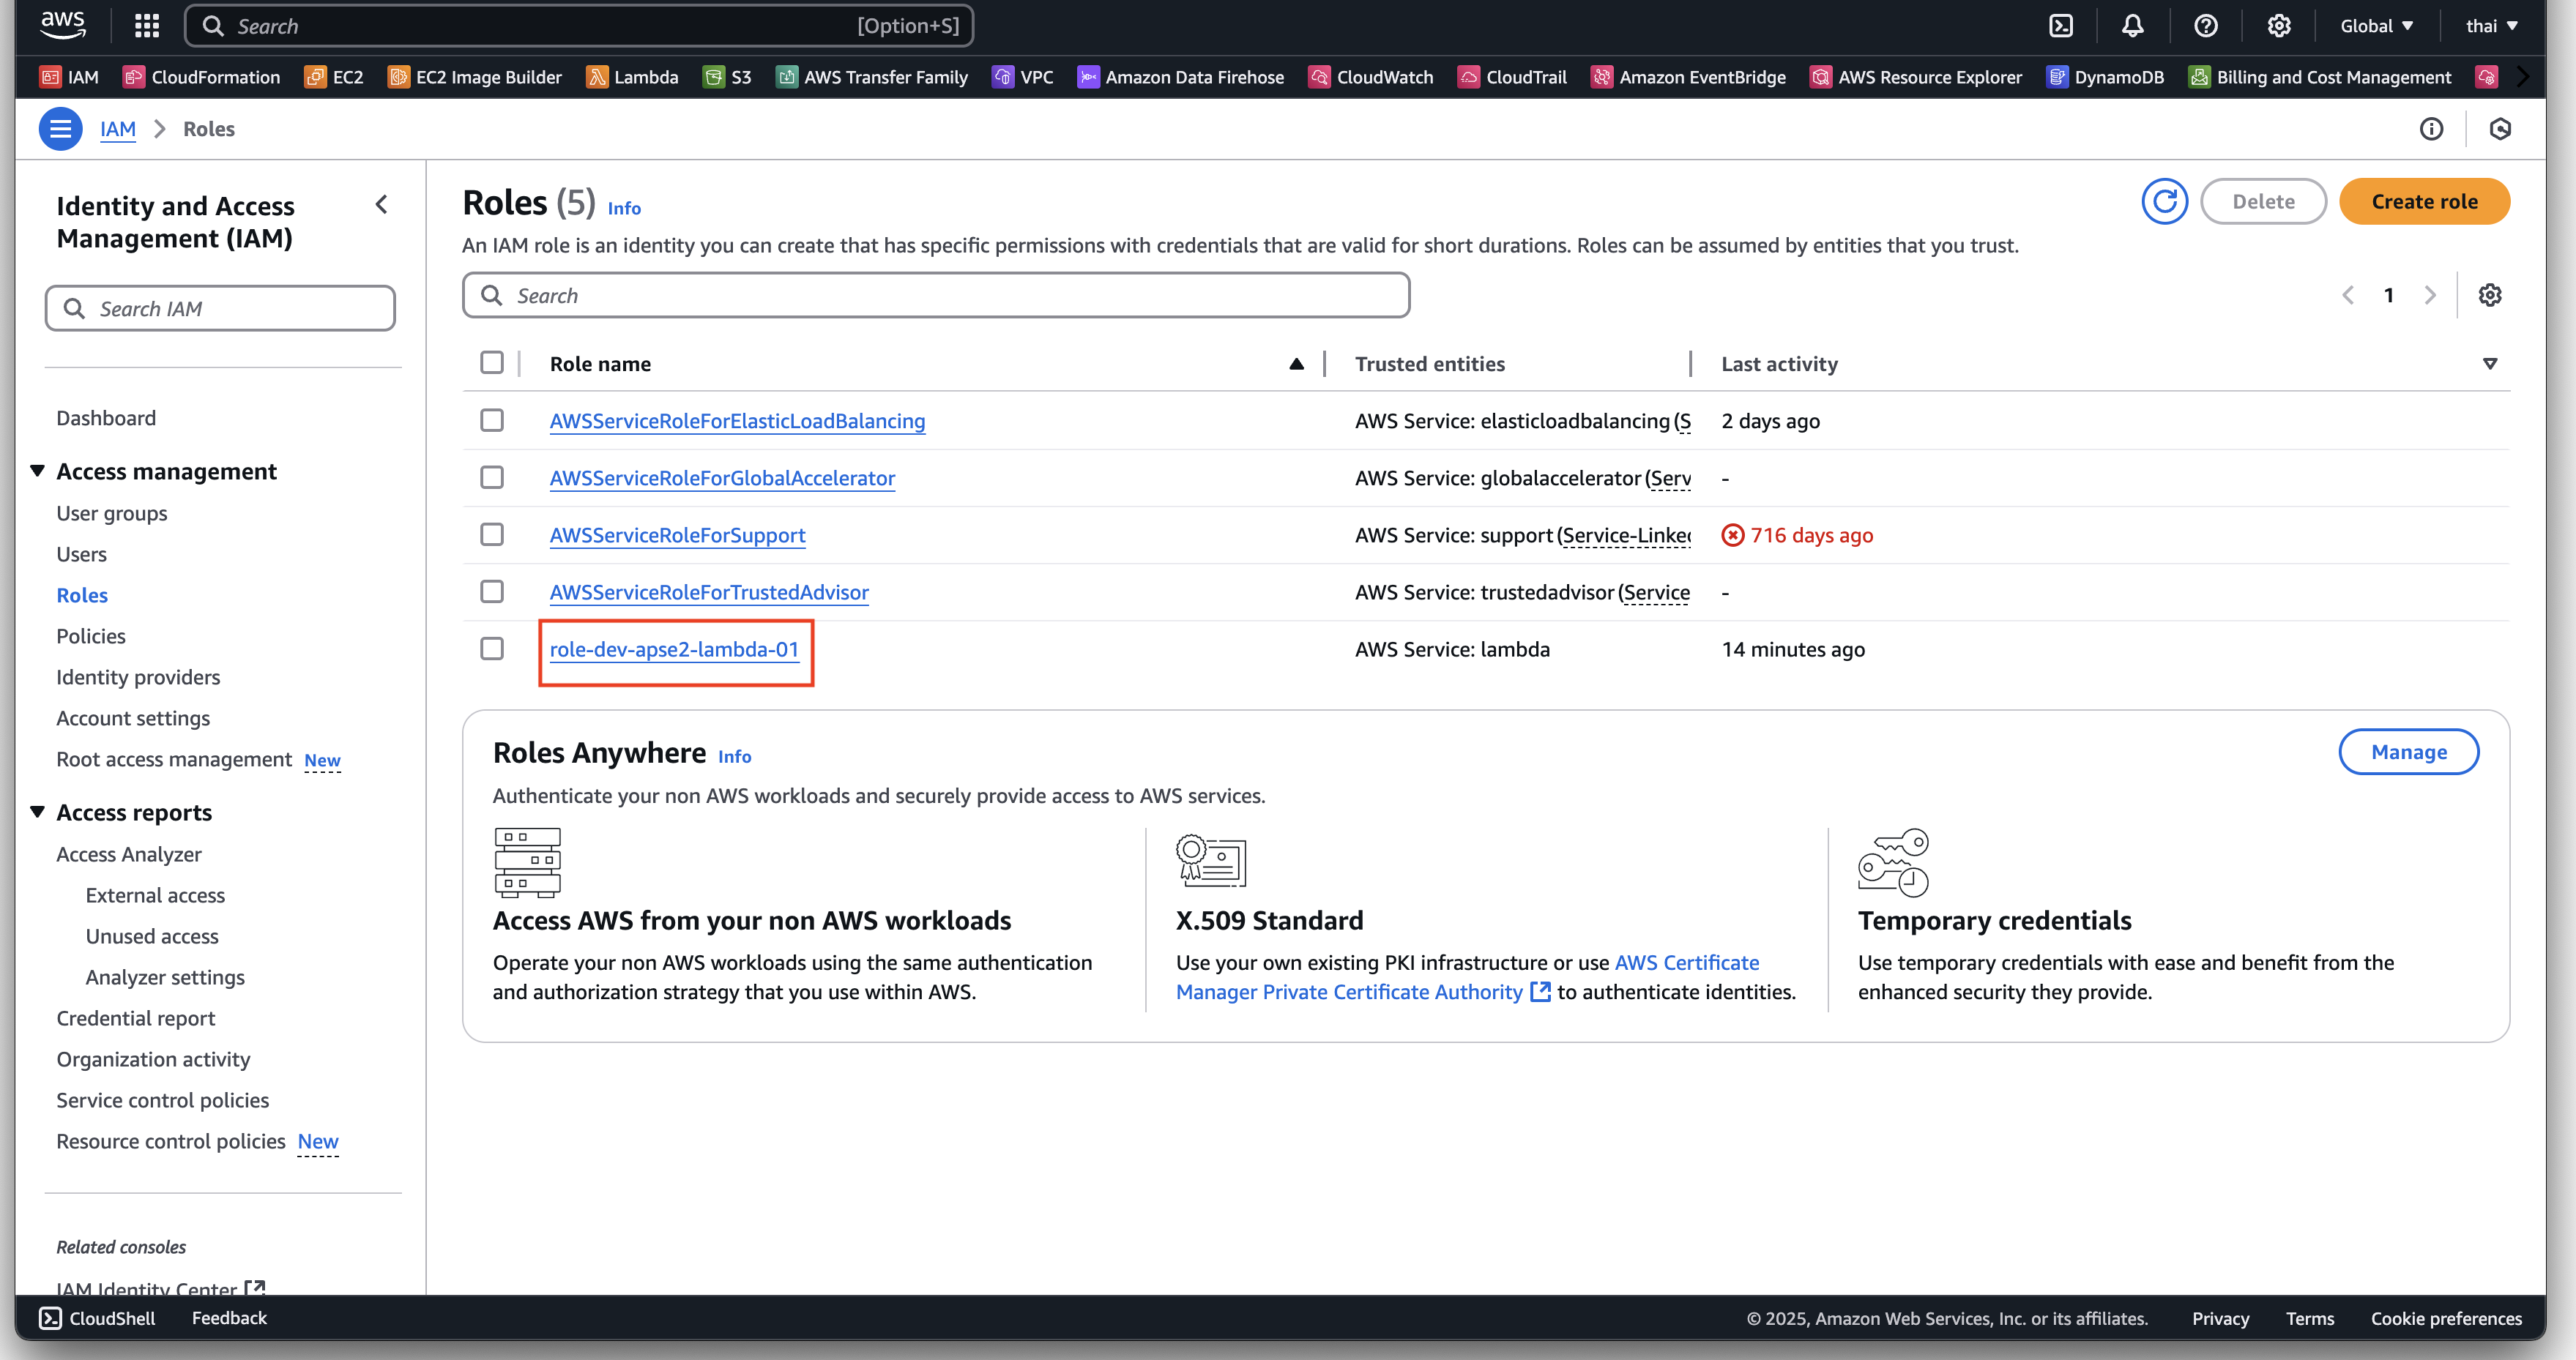 aws
Search [Option+S]
Global
thai
IAM
CloudFormation
EC2
EC2 Image Builder
Lambda
S3
AWS Transfer Family
VPC
Amazon Data Firehose
CloudWatch
CloudTrail
Amazon EventBridge
AWS Resource Explorer
DynamoDB
Billing and Cost Management
IAM > Roles
Identity and Access
Management (IAM)
Search IAM
Dashboard
Access management
User groups
Users
Roles
Policies
Identity providers
Account settings
Root access management New
Access reports
Access Analyzer
External access
Unused access
Analyzer settings
Credential report
Organization activity
Service control policies
Resource control policies New
Related consoles
IAM Identity Center
Roles (5) Info
Delete
Create role
An IAM role is an identity you can create that has specific permissions with credentials that are valid for short durations. Roles can be assumed by entities that you trust.
Search
1
Role name Trusted entities Last activity
AWSServiceRoleForElasticLoadBalancing AWS Service: elasticloadbalancing (S 2 days ago
AWSServiceRoleForGlobalAccelerator AWS Service: globalaccelerator (Serv -
AWSServiceRoleForSupport AWS Service: support (Service-Linked 716 days ago
AWSServiceRoleForTrustedAdvisor AWS Service: trustedadvisor (Service -
role-dev-apse2-lambda-01 AWS Service: lambda 14 minutes ago
Roles Anywhere Info
Manage
Authenticate your non AWS workloads and securely provide access to AWS services.
Access AWS from your non AWS workloads
Operate your non AWS workloads using the same authentication
and authorization strategy that you use within AWS.
X.509 Standard
Use your own existing PKI infrastructure or use AWS Certificate
Manager Private Certificate Authority to authenticate identities.
Temporary credentials
Use temporary credentials with ease and benefit from the
enhanced security they provide.
CloudShell
Feedback
© 2025, Amazon Web Services, Inc. or its affiliates.
Privacy
Terms
Cookie preferences